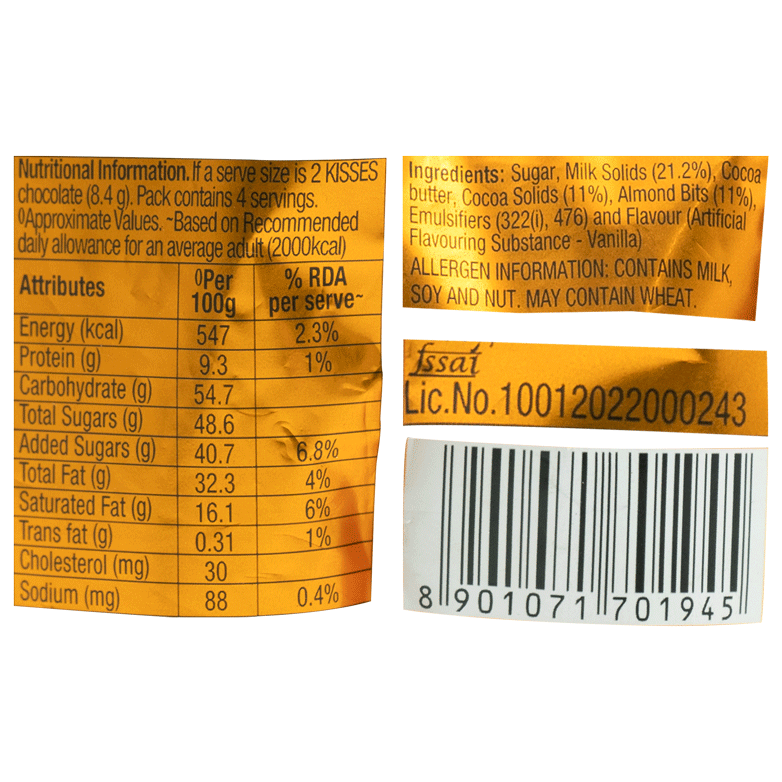 Nutritional Information. If a serve size is 2 KISSES
chocolate (8.4 g). Pack contains 4 servings.
◊Approximate Values. ~Based on Recommended
daily allowance for an average adult (2000kcal)
Attributes ◊Per 100g % RDA per serve~
Energy (kcal) 547 2.3%
Protein (g) 9.3 1%
Carbohydrate (g) 54.7
Total Sugars (g) 48.6
Added Sugars (g) 40.7 6.8%
Total Fat (g) 32.3 4%
Saturated Fat (g) 16.1 6%
Trans fat (g) 0.31 1%
Cholesterol (mg) 30
Sodium (mg) 88 0.4%
Ingredients: Sugar, Milk Solids (21.2%), Cocoa
butter, Cocoa Solids (11%), Almond Bits (11%),
Emulsifiers (322(i), 476) and Flavour (Artificial
Flavouring Substance - Vanilla)
ALLERGEN INFORMATION: CONTAINS MILK,
SOY AND NUT. MAY CONTAIN WHEAT.
fssai
Lic.No.10012022000243
8 901071 701945